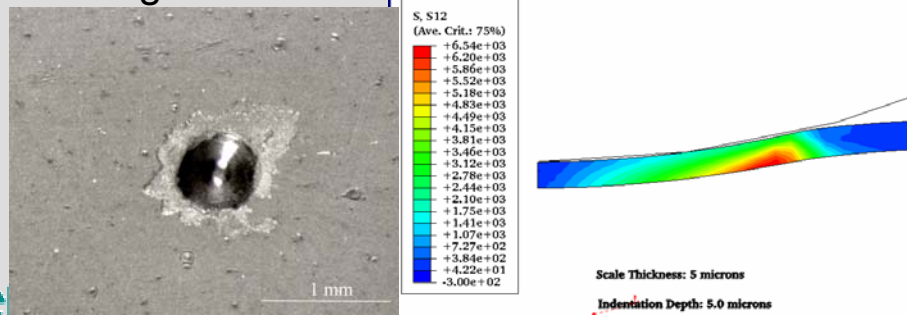 1 mm
S, S12
(Ave. Crit.: 75%)
+6.54e+03
+6.20e+03
+5.86e+03
+5.52e+03
+5.18e+03
+4.83e+03
+4.49e+03
+4.15e+03
+3.81e+03
+3.46e+03
+3.12e+03
+2.78e+03
+2.44e+03
+2.10e+03
+1.75e+03
+1.41e+03
+1.07e+03
+7.27e+02
+3.84e+02
+4.22e+01
-3.00e+02
Scale Thickness: 5 microns
Indentation Depth: 5.0 microns